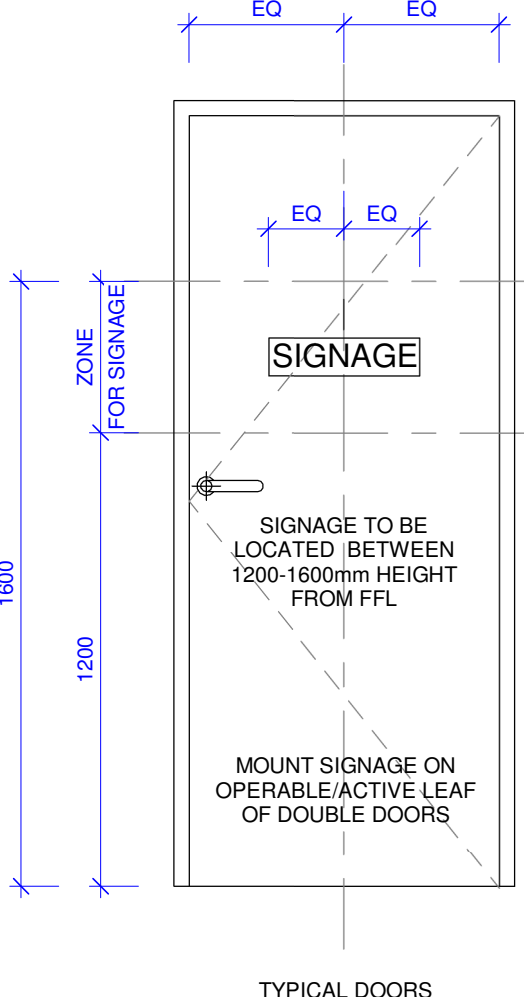 EQ
EQ
EQ
EQ
ZONE
FOR SIGNAGE
SIGNAGE
SIGNAGE TO BE
LOCATED BETWEEN
1200-1600mm HEIGHT
FROM FFL
1600
1200
MOUNT SIGNAGE ON
OPERABLE/ACTIVE LEAF
OF DOUBLE DOORS
TYPICAL DOORS